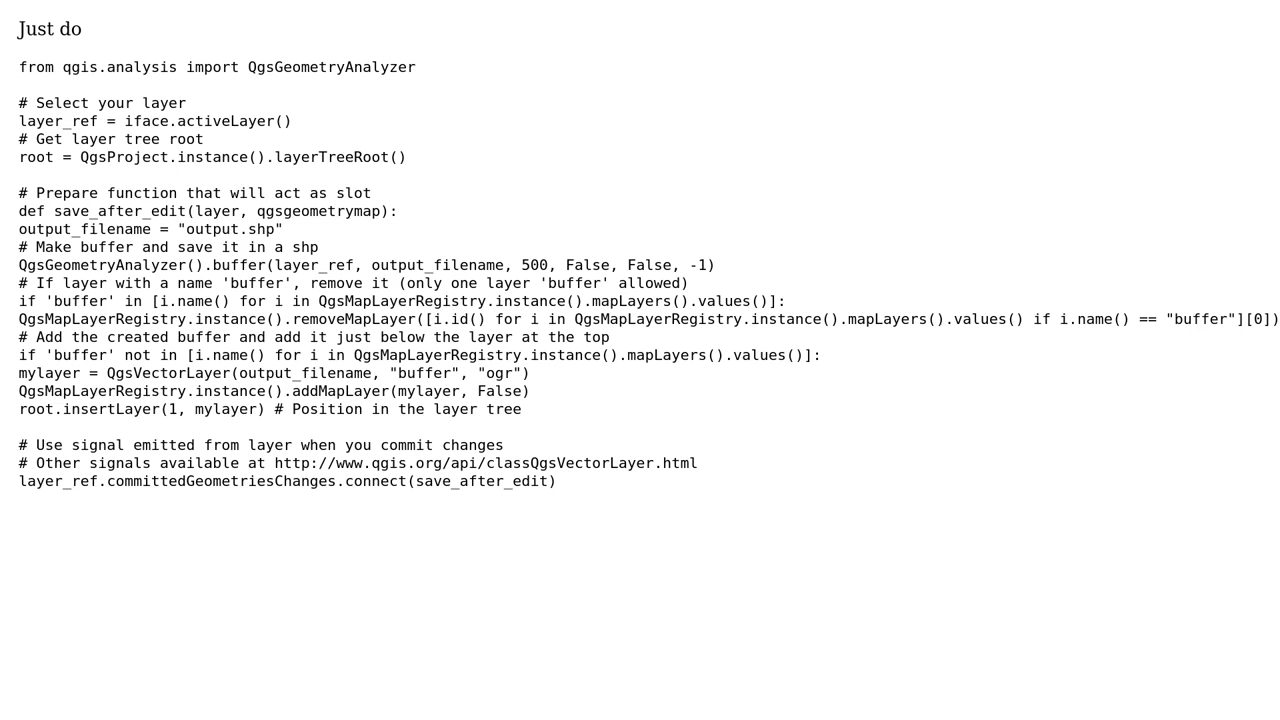 Just do
from qgis.analysis import QgsGeometryAnalyzer
# Select your layer
layer_ref = iface.activeLayer()
# Get layer tree root
root = QgsProject.instance().layerTreeRoot()
# Prepare function that will act as slot
def save_after_edit(layer, qgsgeometrymap):
output_filename = "output.shp"
# Make buffer and save it in a shp
QgsGeometryAnalyzer().buffer(layer_ref, output_filename, 500, False, False, -1)
# If layer with a name 'buffer', remove it (only one layer 'buffer' allowed)
if 'buffer' in [i.name() for i in QgsMapLayerRegistry.instance().mapLayers().values()]:
QgsMapLayerRegistry.instance().removeMapLayer([i.id() for i in QgsMapLayerRegistry.instance().mapLayers().values() if i.name() == "buffer"][0])
# Add the created buffer and add it just below the layer at the top
if 'buffer' not in [i.name() for i in QgsMapLayerRegistry.instance().mapLayers().values()]:
mylayer = QgsVectorLayer(output_filename, "buffer", "ogr")
QgsMapLayerRegistry.instance().addMapLayer(mylayer, False)
root.insertLayer(1, mylayer) # Position in the layer tree
# Use signal emitted from layer when you commit changes
# Other signals available at http://www.qgis.org/api/classQgsVectorLayer.html
layer_ref.committedGeometriesChanges.connect(save_after_edit)